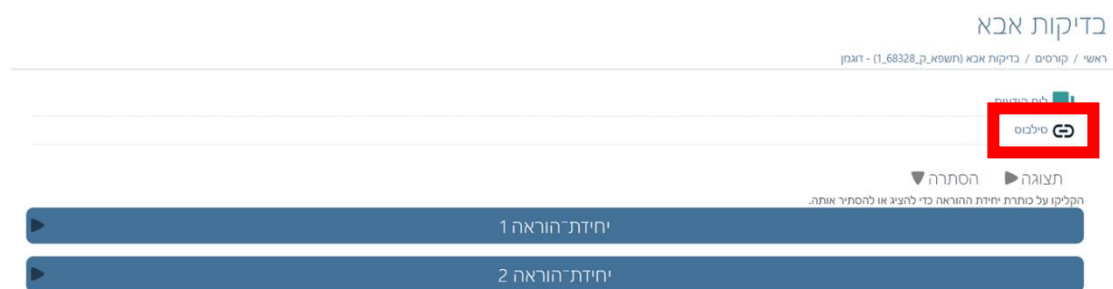 בדיקות אבא
ראשי / קורסים / בדיקות אבא (תשפא_ק_68328_1) - דוגמן
לוח הודעות
סילבוס
תצוגה ▶ הסתרה ▼
הקליקו על כותרת יחידת ההוראה כדי להציג או להסתיר אותה.
יחידת־הוראה 1
יחידת־הוראה 2